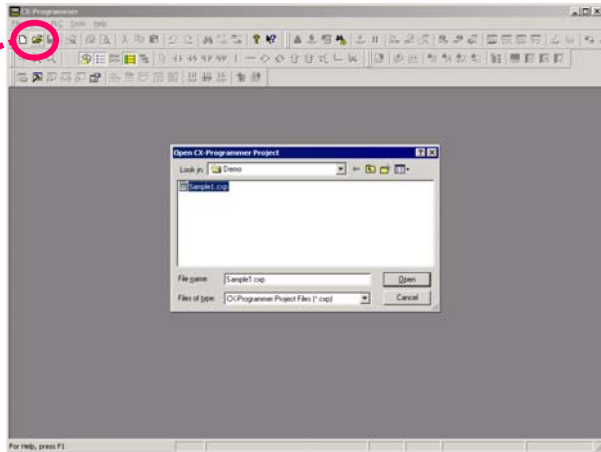 CX-Programmer
Tools Help
Open CX-Programmer Project
Look in: Demo
Sample1.cxp
File name: Sample1.cxp
Open
Files of type: CX-Programmer Project Files (*.cxp)
Cancel
For Help, press F1